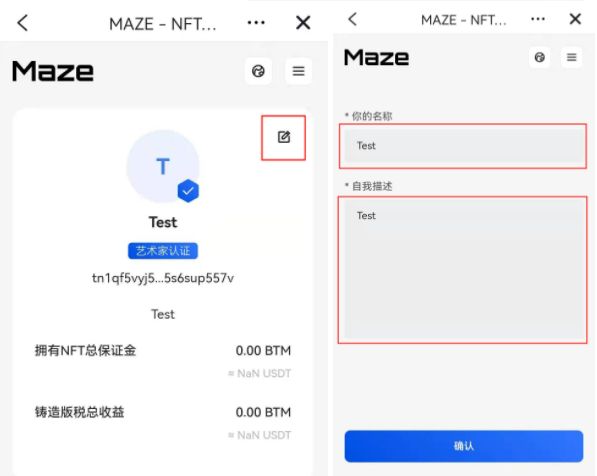 MAZE - NFT...
Maze
T
Test
艺术家认证
tn1qf5vyj5...5s6sup557v
Test
拥有NFT总保证金 0.00 BTM
≈ NaN USDT
铸造版税总收益 0.00 BTM
≈ NaN USDT
MAZE - NFT...
Maze
* 你的名称
Test
* 自我描述
Test
确认